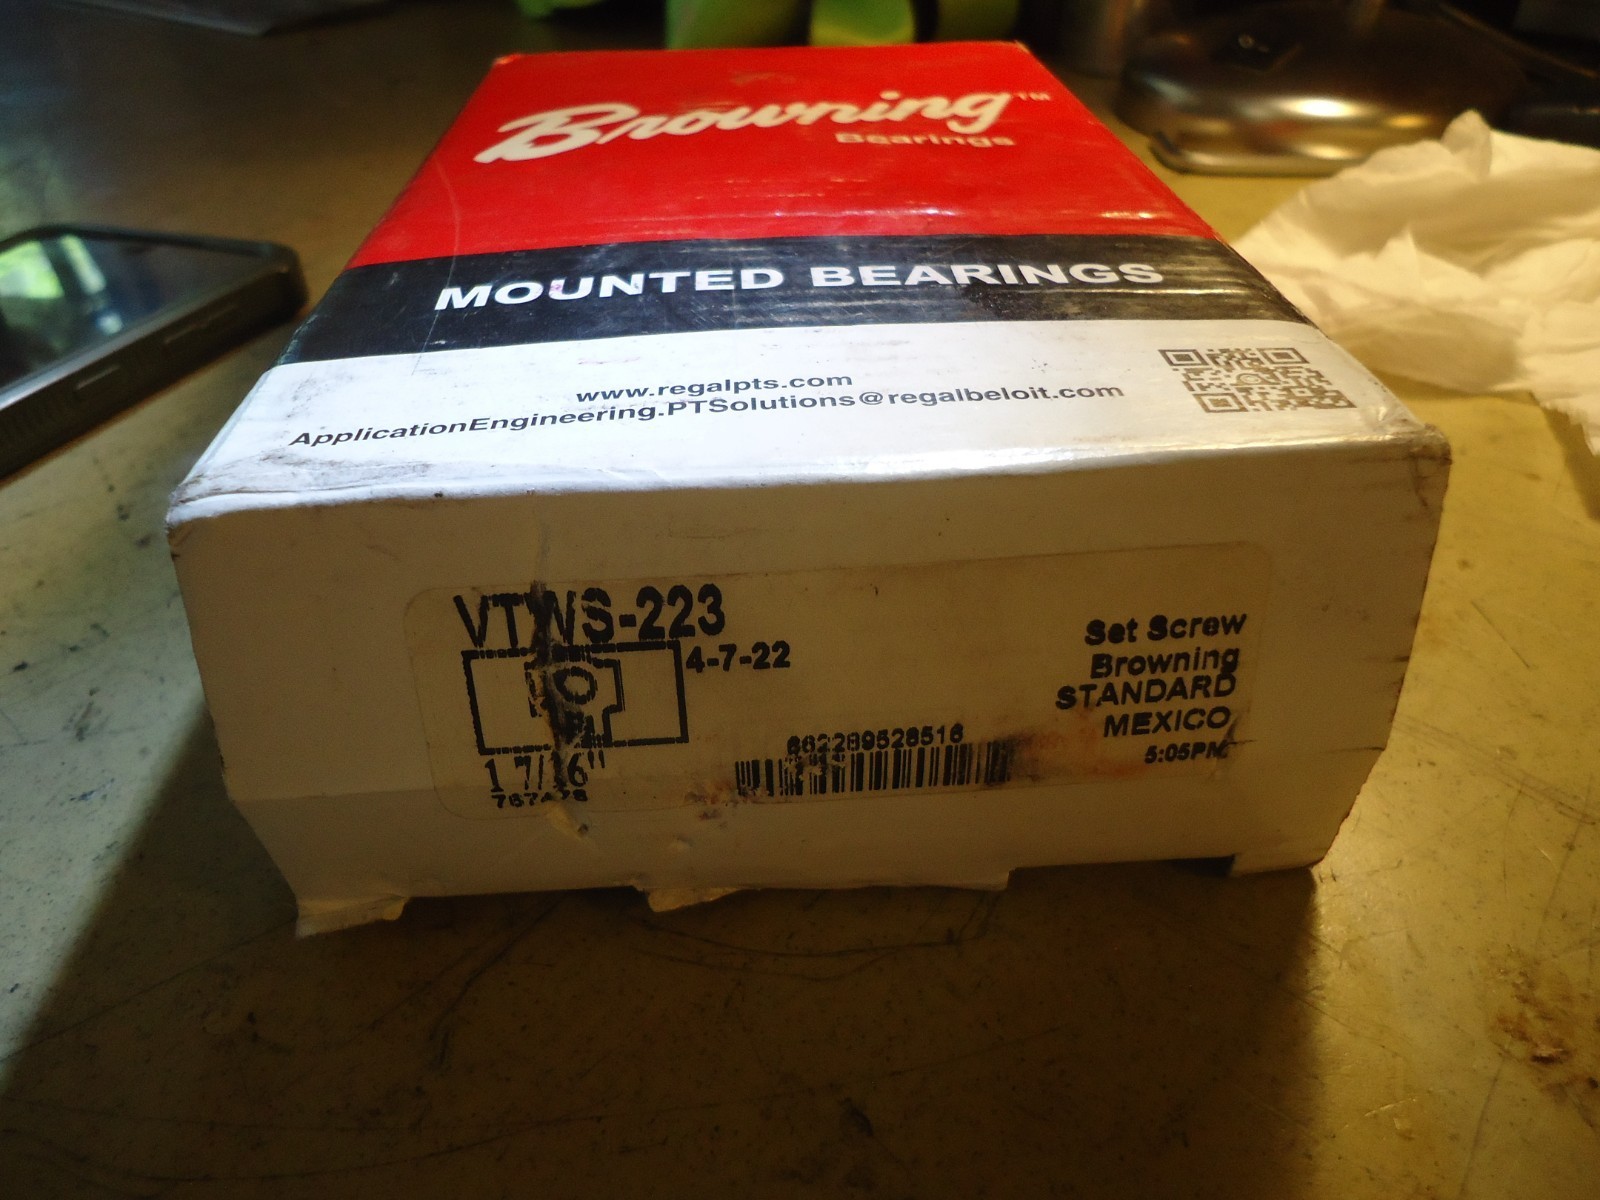 Browning™
Bearings
MOUNTED BEARINGS
www.regalpts.com
ApplicationEngineering.PTSolutions@regalbeloit.com
VTWS-223
4-7-22
Set Screw
Browning
STANDARD
MEXICO
5:05PM
662289528516
1 7/16"